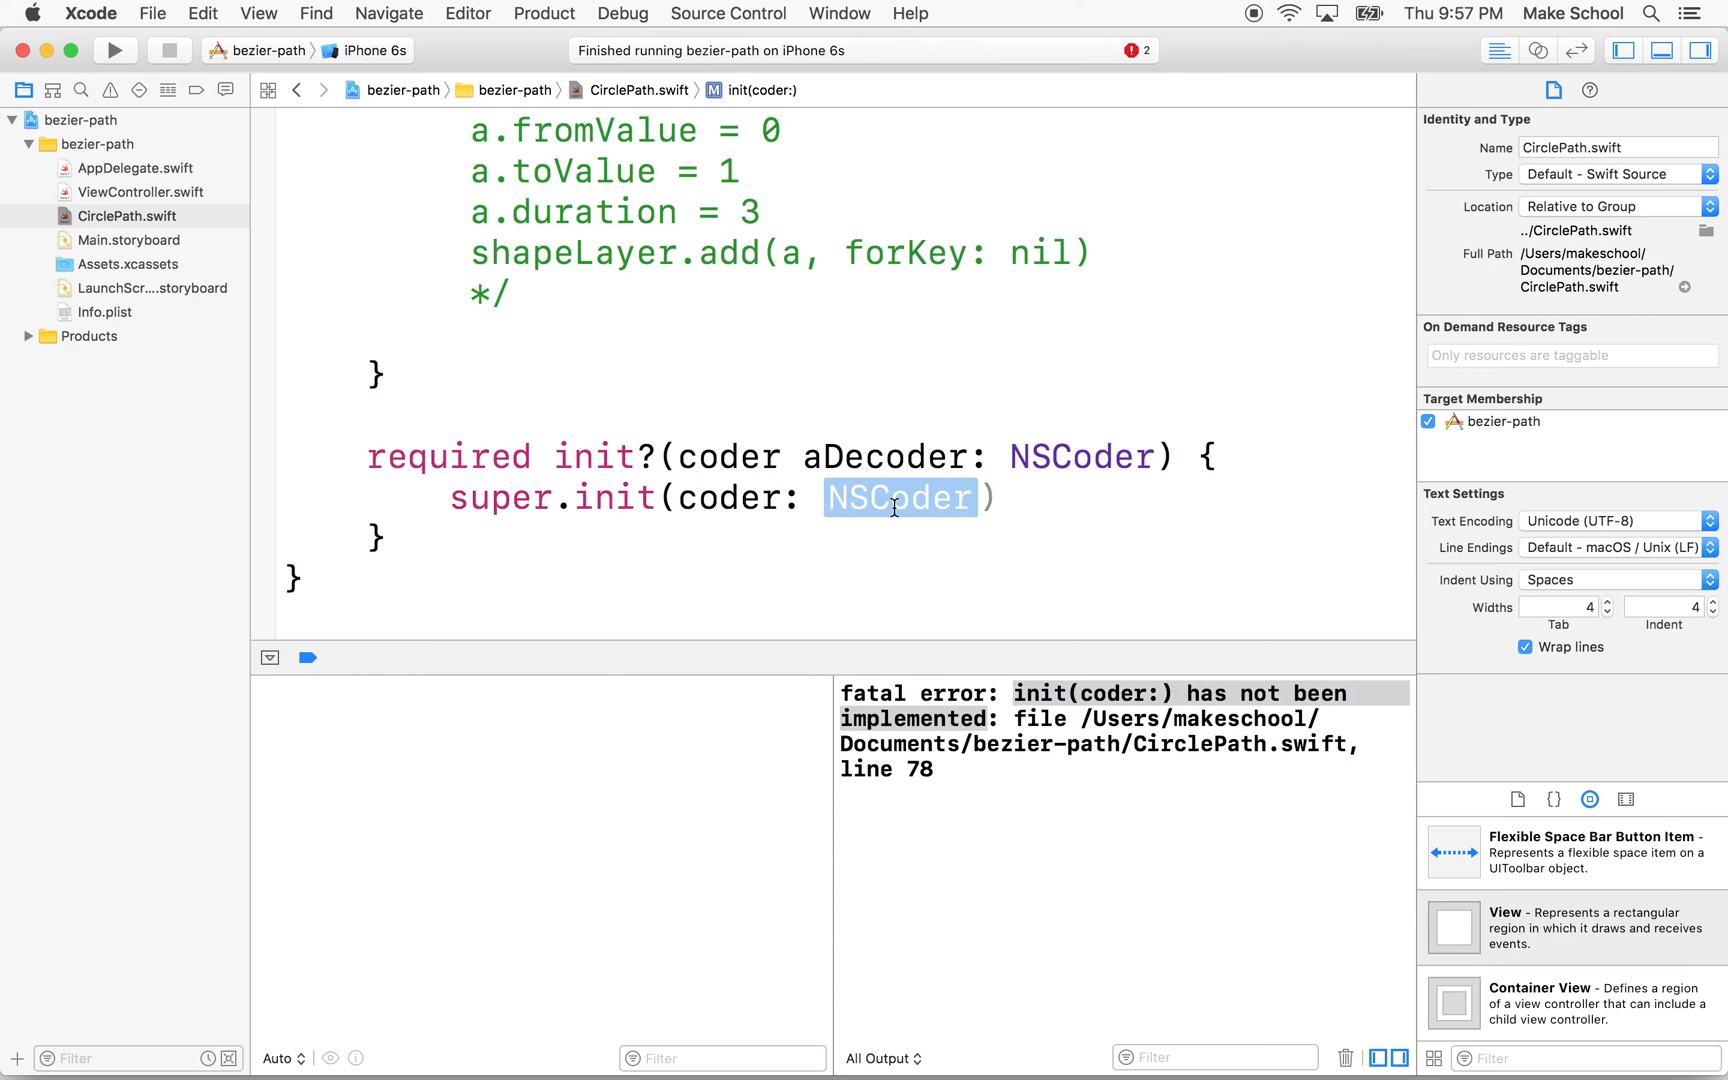 Xcode File Edit View Find Navigate Editor Product Debug Source Control Window Help Thu 9:57 PM Make School
bezier-path iPhone 6s Finished running bezier-path on iPhone 6s 2
bezier-path bezier-path CirclePath.swift M init(coder:)
bezier-path
bezier-path
AppDelegate.swift
ViewController.swift
CirclePath.swift
Main.storyboard
Assets.xcassets
LaunchScr....storyboard
Info.plist
Products
a.fromValue = 0
a.toValue = 1
a.duration = 3
shapeLayer.add(a, forKey: nil)
*/
}
required init?(coder aDecoder: NSCoder) {
super.init(coder: NSCoder)
}
}
fatal error: init(coder:) has not been
implemented: file /Users/makeschool/
Documents/bezier-path/CirclePath.swift,
line 78
Identity and Type
Name CirclePath.swift
Type Default - Swift Source
Location Relative to Group
../CirclePath.swift
Full Path /Users/makeschool/
Documents/bezier-path/
CirclePath.swift
On Demand Resource Tags
Only resources are taggable
Target Membership
bezier-path
Text Settings
Text Encoding Unicode (UTF-8)
Line Endings Default - macOS / Unix (LF)
Indent Using Spaces
Widths 4 4
Tab Indent
Wrap lines
Flexible Space Bar Button Item -
Represents a flexible space item on a
UIToolbar object.
View - Represents a rectangular
region in which it draws and receives
events.
Container View - Defines a region
of a view controller that can include a
child view controller.
Filter Auto Filter All Output Filter Filter